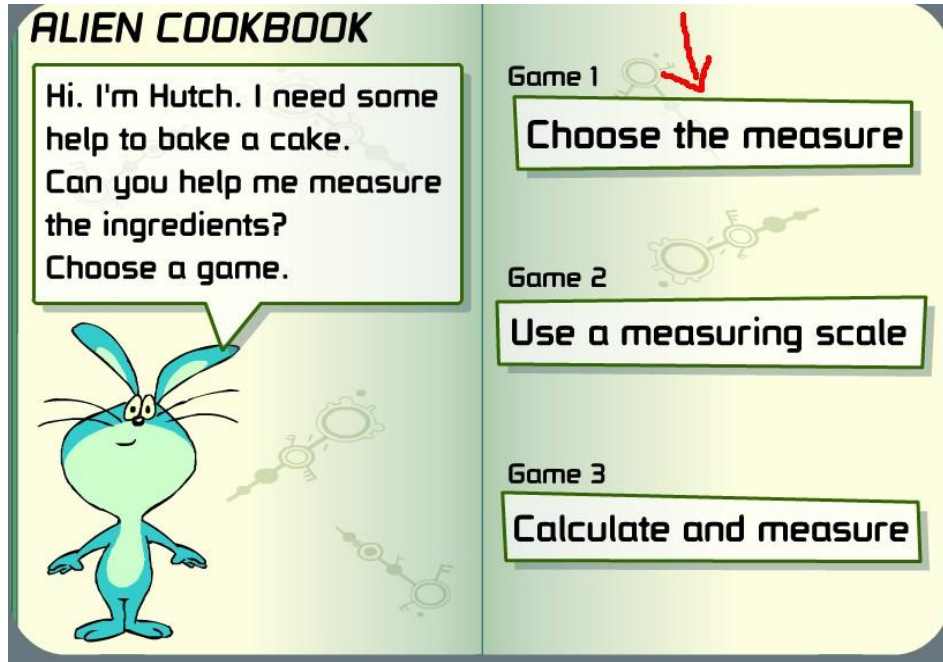 ALIEN COOKBOOK
Hi. I'm Hutch. I need some
help to bake a cake.
Can you help me measure
the ingredients?
Choose a game.
Game 1
Choose the measure
Game 2
Use a measuring scale
Game 3
Calculate and measure